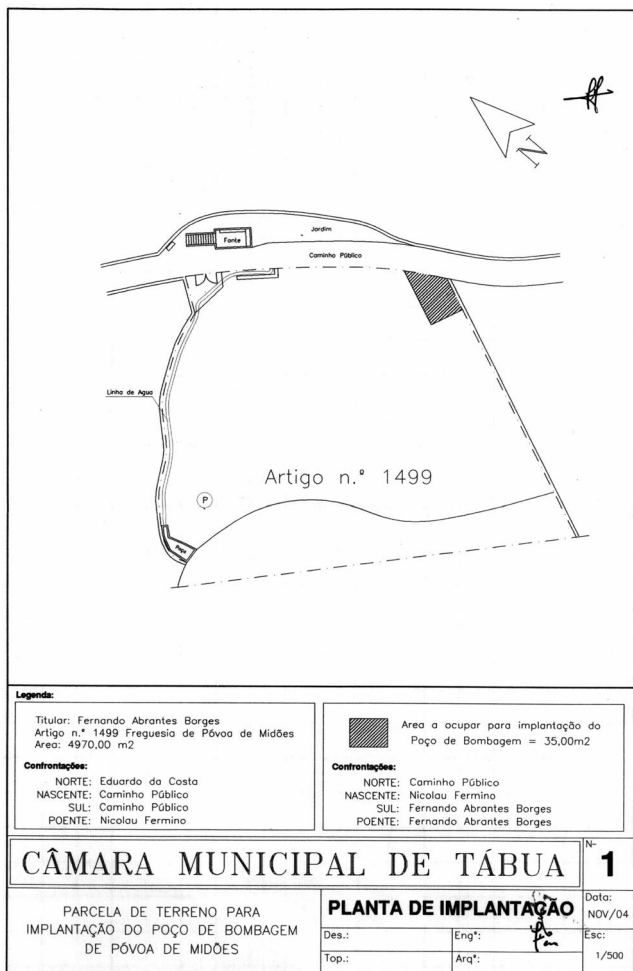 N
Jardim
Fonte
Caminho Público
Linha de Agua
Artigo n.º 1499
P
Poça
Legenda:
Titular: Fernando Abrantes Borges
Artigo n.º 1499 Freguesia de Póvoa de Midões
Area: 4970,00 m2
Confrontações:
NORTE: Eduardo da Costa
NASCENTE: Caminho Público
SUL: Caminho Público
POENTE: Nicolau Fermino
Area a ocupar para implantação do
Poço de Bombagem = 35,00m2
Confrontações:
NORTE: Caminho Público
NASCENTE: Nicolau Fermino
SUL: Fernando Abrantes Borges
POENTE: Fernando Abrantes Borges
CÂMARA MUNICIPAL DE TÁBUA
Nº
1
PARCELA DE TERRENO PARA
IMPLANTAÇÃO DO POÇO DE BOMBAGEM
DE PÓVOA DE MIDÕES
PLANTA DE IMPLANTAÇÃO
Data:
NOV/04
Des.:
Engº:
Esc:
Top.:
Arqº:
1/500